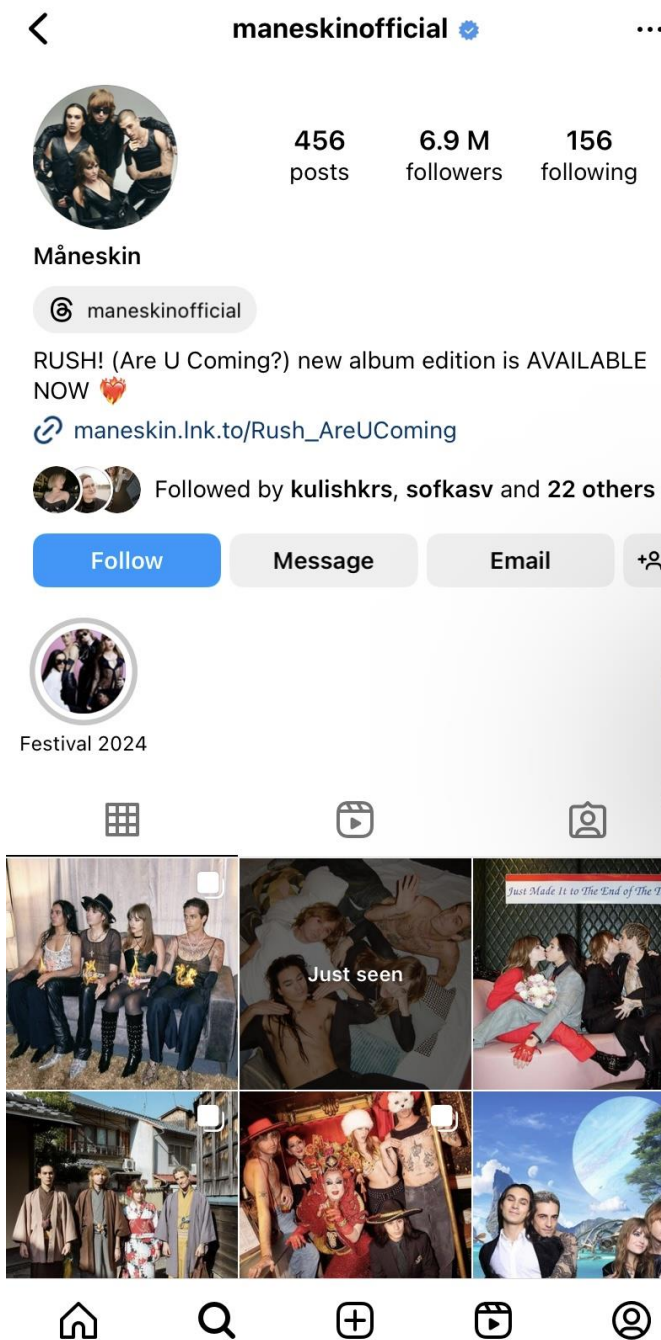 maneskinofficial
456
6.9 M
156
posts
followers
following
Måneskin
maneskinofficial
RUSH! (Are U Coming?) new album edition is AVAILABLE
NOW
maneskin.lnk.to/Rush_AreUComing
Followed by kulishkrs, sofkasv and 22 others
Follow
Message
Email
Festival 2024
Just seen
Just Made It to The End of The